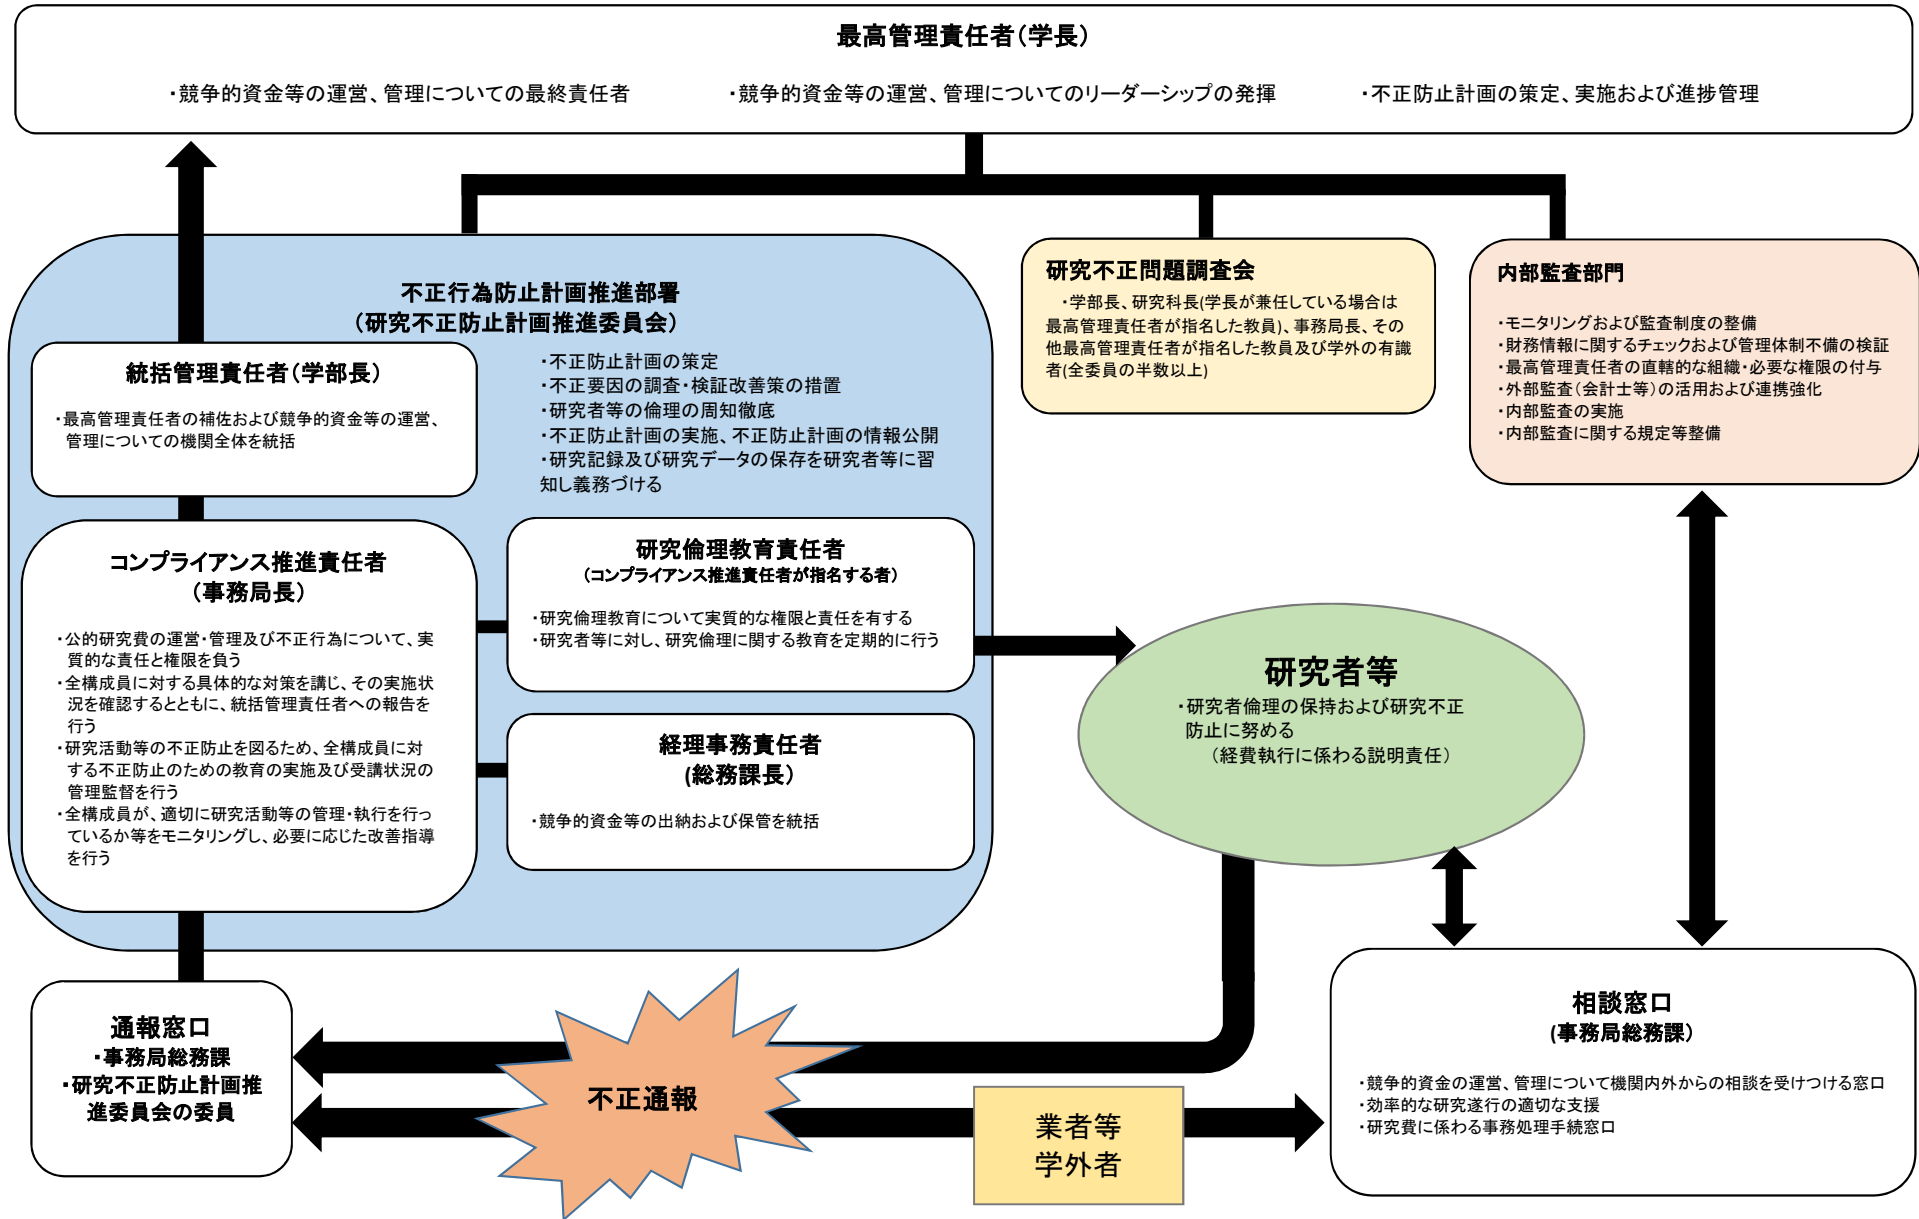 最高管理責任者（学長）
・競争的資金等の運営、管理についての最終責任者
・競争的資金等の運営、管理についてのリーダーシップの発揮
・不正防止計画の策定、実施および進捗管理
不正行為防止計画推進部署
（研究不正防止計画推進委員会）
統括管理責任者（学部長）
・最高管理責任者の補佐および競争的資金等の運営、
管理についての機関全体を統括
・不正防止計画の策定
・不正要因の調査・検証改善策の措置
・研究者等の倫理の周知徹底
・不正防止計画の実施、不正防止計画の情報公開
・研究記録及び研究データの保存を研究者等に習
知し義務づける
コンプライアンス推進責任者
（事務局長）
・公的研究費の運営・管理及び不正行為について、実
質的な責任と権限を負う
・全構成員に対する具体的な対策を講じ、その実施状
況を確認するとともに、統括管理責任者への報告を
行う
・研究活動等の不正防止を図るため、全構成員に対
する不正防止のための教育の実施及び受講状況の
管理監督を行う
・全構成員が、適切に研究活動等の管理・執行を行っ
ているか等をモニタリングし、必要に応じた改善指導
を行う
研究倫理教育責任者
（コンプライアンス推進責任者が指名する者）
・研究倫理教育について実質的な権限と責任を有する
・研究者等に対し、研究倫理に関する教育を定期的に行う
経理事務責任者
(総務課長）
・競争的資金等の出納および保管を統括
研究不正問題調査会
・学部長、研究科長(学長が兼任している場合は
最高管理責任者が指名した教員)、事務局長、その
他最高管理責任者が指名した教員及び学外の有識
者(全委員の半数以上)
内部監査部門
・モニタリングおよび監査制度の整備
・財務情報に関するチェックおよび管理体制不備の検証
・最高管理責任者の直轄的な組織・必要な権限の付与
・外部監査（会計士等）の活用および連携強化
・内部監査の実施
・内部監査に関する規定等整備
研究者等
・研究者倫理の保持および研究不正
防止に努める
（経費執行に係わる説明責任）
通報窓口
・事務局総務課
・研究不正防止計画推
進委員会の委員
不正通報
業者等
学外者
相談窓口
(事務局総務課）
・競争的資金の運営、管理について機関内外からの相談を受けつける窓口
・効率的な研究遂行の適切な支援
・研究費に係わる事務処理手続窓口